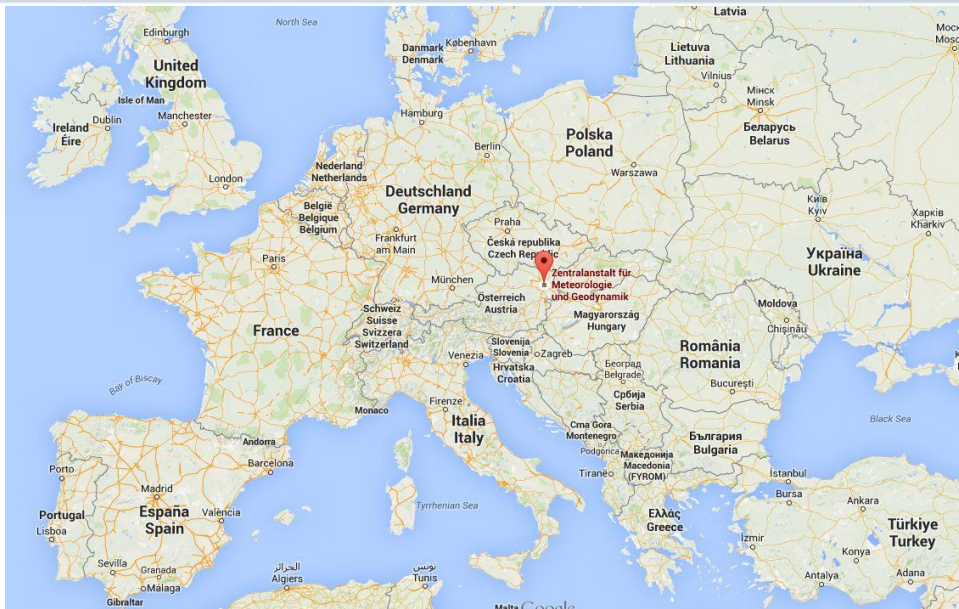 Latvia
North Sea
Edinburgh
Danmark
Denmark
København
Lietuva
Lithuania
Vilnius
United
Kingdom
Isle of Man
Ireland
Éire
Dublin
Manchester
Hamburg
Мінск
Minsk
Беларусь
Belarus
Polska
Poland
Berlin
Warszawa
London
Nederland
Netherlands
België
Belgique
Belgium
Deutschland
Germany
Київ
Kyiv
Харків
Kharkiv
Frankfurt
am Main
Praha
Česká republika
Czech Republic
Україна
Ukraine
Paris
München
Zentralanstalt für
Meteorologie
und Geodynamik
Österreich
Austria
Magyarország
Hungary
Moldova
Chișinău
Schweiz
Suisse
Svizzera
Switzerland
France
Slovenija
Slovenia
Zagreb
Venezia
Hrvatska
Croatia
România
Romania
Београд
Belgrade
București
Bay of Biscay
Србија
Serbia
Firenze
Monaco
Italia
Italy
Crna Gora
Montenegro
Podgorica
България
Bulgaria
Black Sea
Andorra
Македонија
Macedonia
(FYROM)
Tiranë
Barcelona
Porto
Madrid
España
Spain
València
Portugal
Lisboa
Tyrrhenian Sea
İstanbul
Bursa
Ankara
Ελλάς
Greece
Türkiye
Turkey
İzmir
Konya
Sevilla
Granada
Málaga
Gibraltar
الجزائر
Algiers
تونس
Tunis
Antalya
Adana
Malta
Google